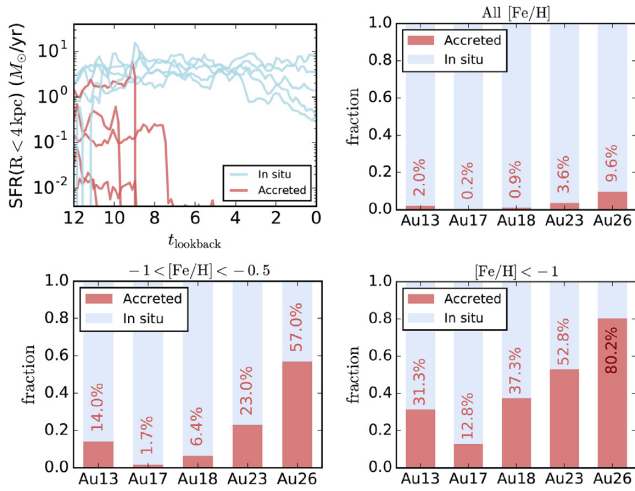 SFR(R < 4 kpc) (M⊙/yr)
10¹
10⁰
10⁻¹
10⁻²
In situ
Accreted
12 10 8 6 4 2 0
t_lookback
All [Fe/H]
fraction
1.0
0.8
0.6
0.4
0.2
0.0
Accreted
In situ
2.0% 0.2% 0.9% 3.6% 9.6%
Au13 Au17 Au18 Au23 Au26
−1 < [Fe/H] < −0.5
fraction
1.0
0.8
0.6
0.4
0.2
0.0
Accreted
In situ
14.0% 1.7% 6.4% 23.0% 57.0%
Au13 Au17 Au18 Au23 Au26
[Fe/H] < −1
fraction
1.0
0.8
0.6
0.4
0.2
0.0
Accreted
In situ
31.3% 12.8% 37.3% 52.8% 80.2%
Au13 Au17 Au18 Au23 Au26